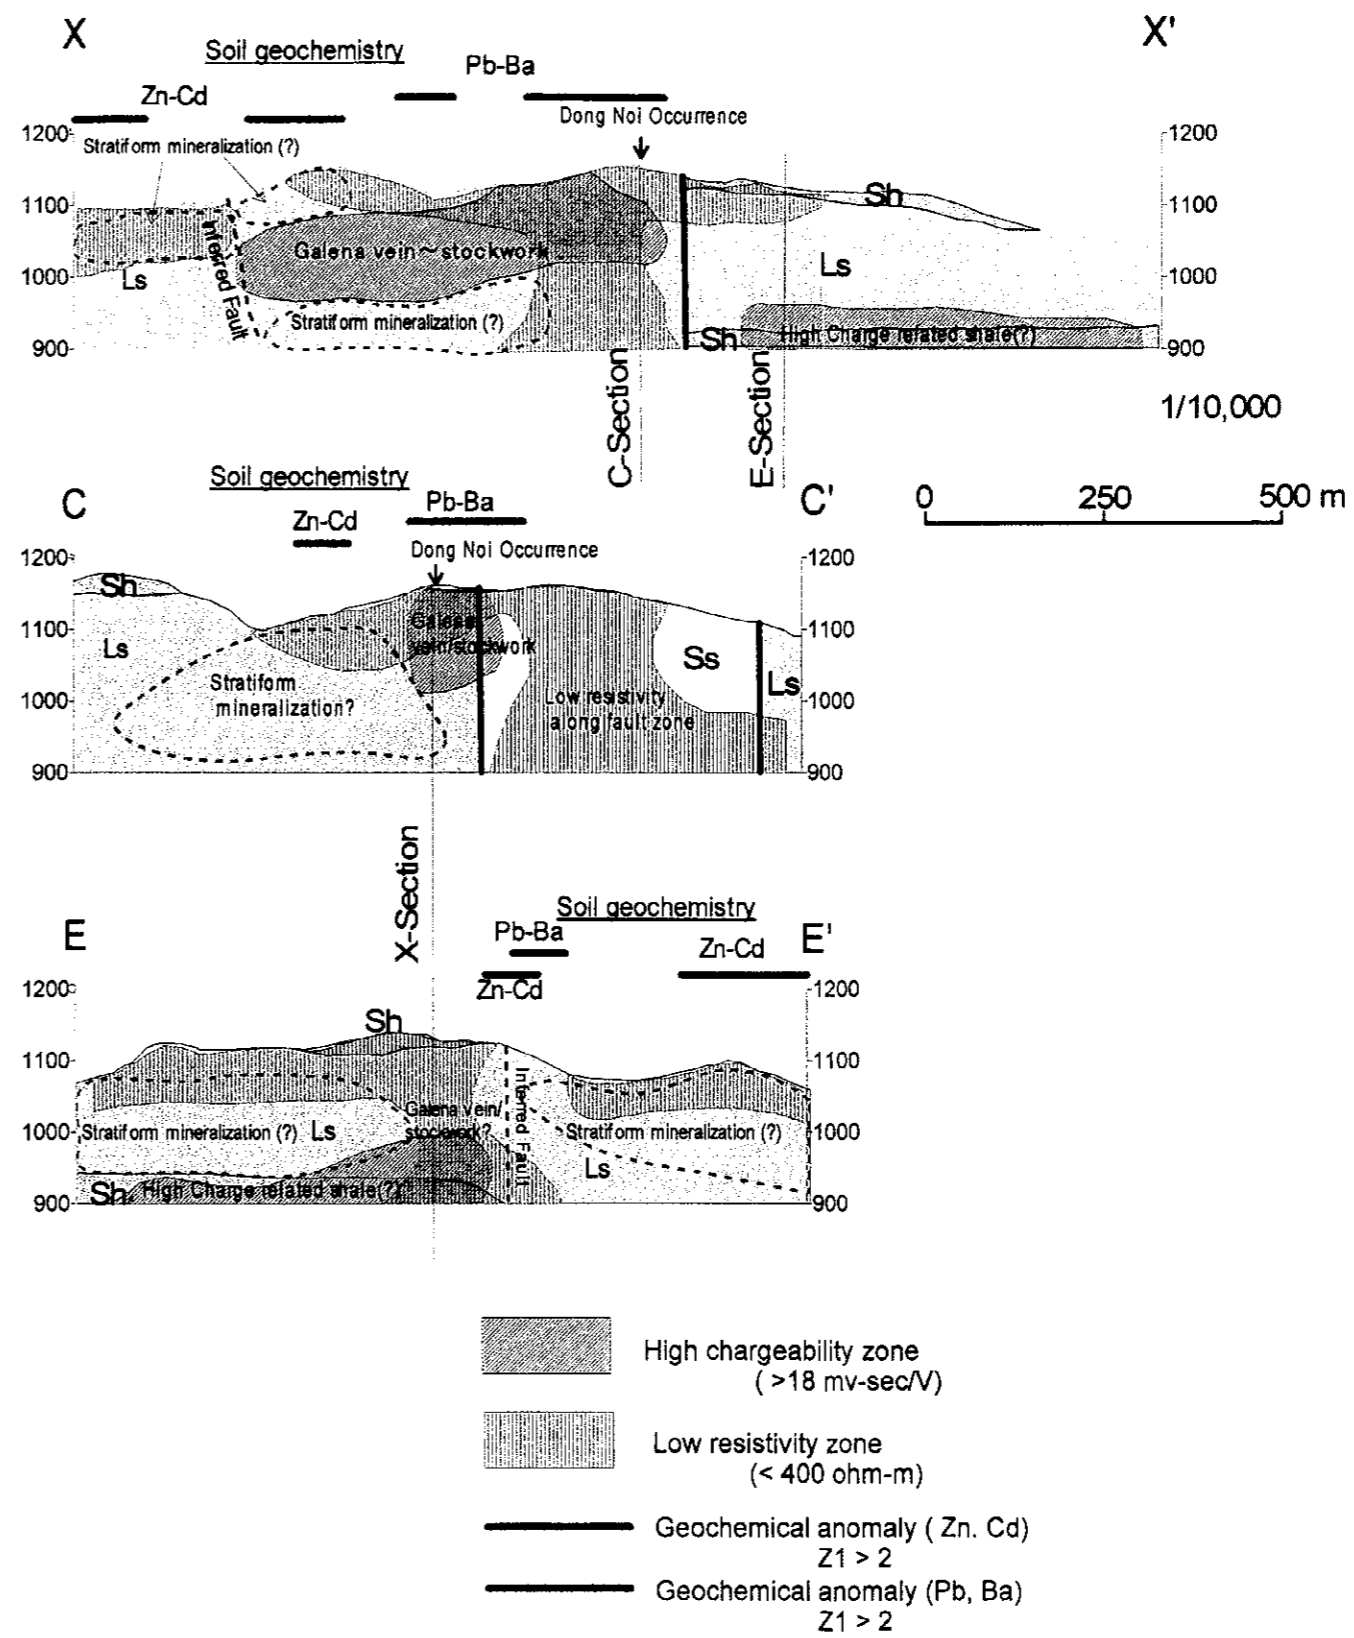 X
X'
Soil geochemistry
Pb-Ba
Zn-Cd
Dong Noi Occurrence
1200
1200
Stratiform mineralization (?)
1100
1100
Sh
Inferred Fault
Galena vein~stockwork
Ls
1000
Ls
1000
Stratiform mineralization (?)
900
Sh
High Charge related shale(?)
900
C-Section
E-Section
1/10,000
Soil geochemistry
C
Pb-Ba
C'
0 250 500 m
Zn-Cd
Dong Noi Occurrence
1200
1200
Sh
1100
Galena
1100
Ls
vein/stockwork
Ss
Stratiform
mineralization?
Ls
1000
Low resistivity
1000
along fault zone
900
900
X-Section
Soil geochemistry
E
Pb-Ba
E'
Zn-Cd
Zn-Cd
1200
1200
Sh
1100
1100
Inferred Fault
Galena vein/
stockwork?
1000
Stratiform mineralization (?)
Ls
Stratiform mineralization (?)
1000
Ls
Sh
High Charge related shale(?)
900
900
High chargeability zone
( >18 mv-sec/V)
Low resistivity zone
(< 400 ohm-m)
Geochemical anomaly ( Zn. Cd)
Z1 > 2
Geochemical anomaly (Pb, Ba)
Z1 > 2